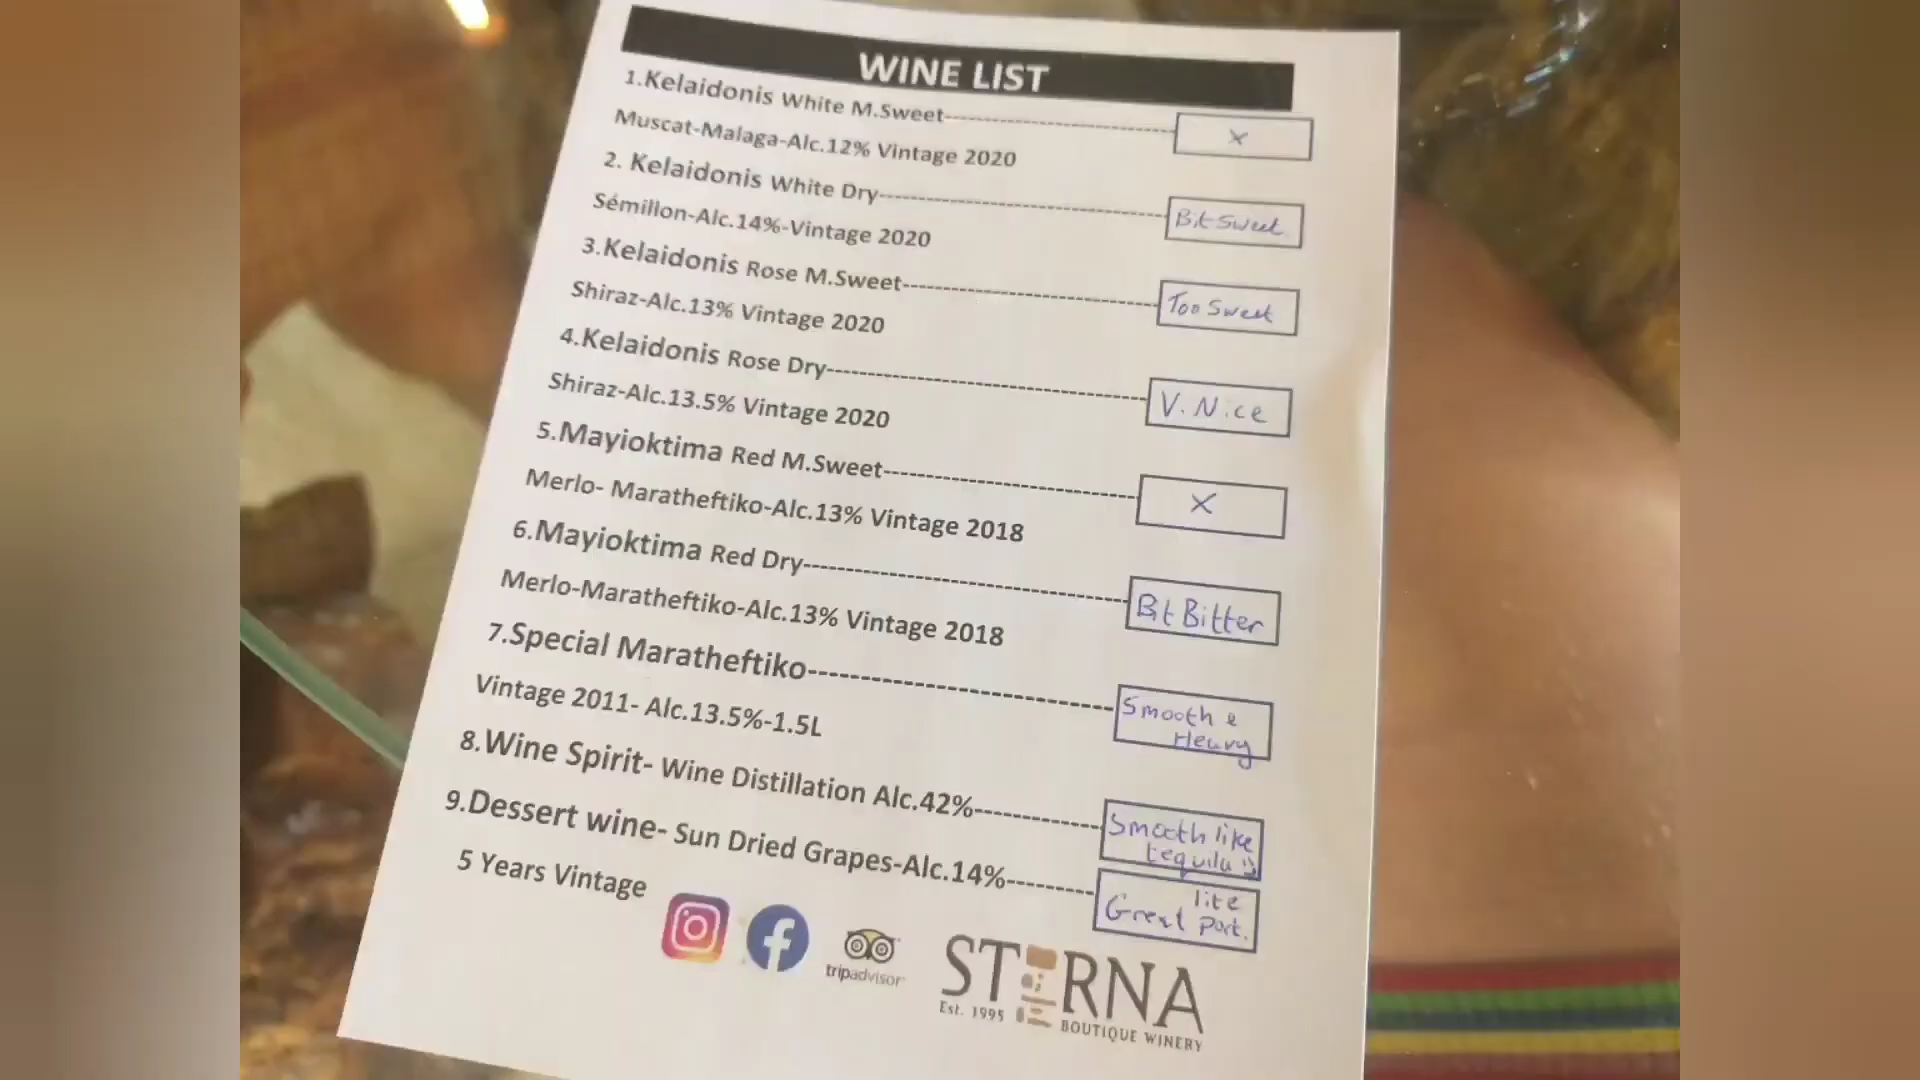 WINE LIST
1.Kelaidonis White M.Sweet-------------------- x
Muscat-Malaga-Alc.12% Vintage 2020
2. Kelaidonis White Dry-------------------- Bit Sweet
Sémillon-Alc.14%-Vintage 2020
3.Kelaidonis Rose M.Sweet-------------------- Too Sweet
Shiraz-Alc.13% Vintage 2020
4.Kelaidonis Rose Dry-------------------- V. Nice
Shiraz-Alc.13.5% Vintage 2020
5.Mayioktima Red M.Sweet-------------------- x
Merlo- Maratheftiko-Alc.13% Vintage 2018
6.Mayioktima Red Dry-------------------- Bit Bitter
Merlo-Maratheftiko-Alc.13% Vintage 2018
7.Special Maratheftiko-------------------- Smooth & Heavy
Vintage 2011- Alc.13.5%-1.5L
8.Wine Spirit- Wine Distillation Alc.42%---------- Smooth like tequila :)
9.Dessert wine- Sun Dried Grapes-Alc.14%-------- Great like port.
5 Years Vintage
tripadvisor
STERNA
Est. 1995
BOUTIQUE WINERY